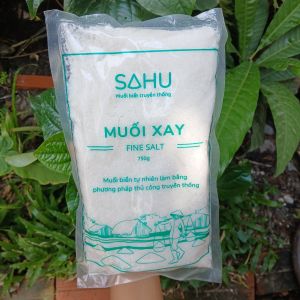 SAHU
Muối biển truyền thống
MUỐI XAY
FINE SALT
750g
Muối biển tự nhiên làm bằng
phương pháp thủ công truyền thống